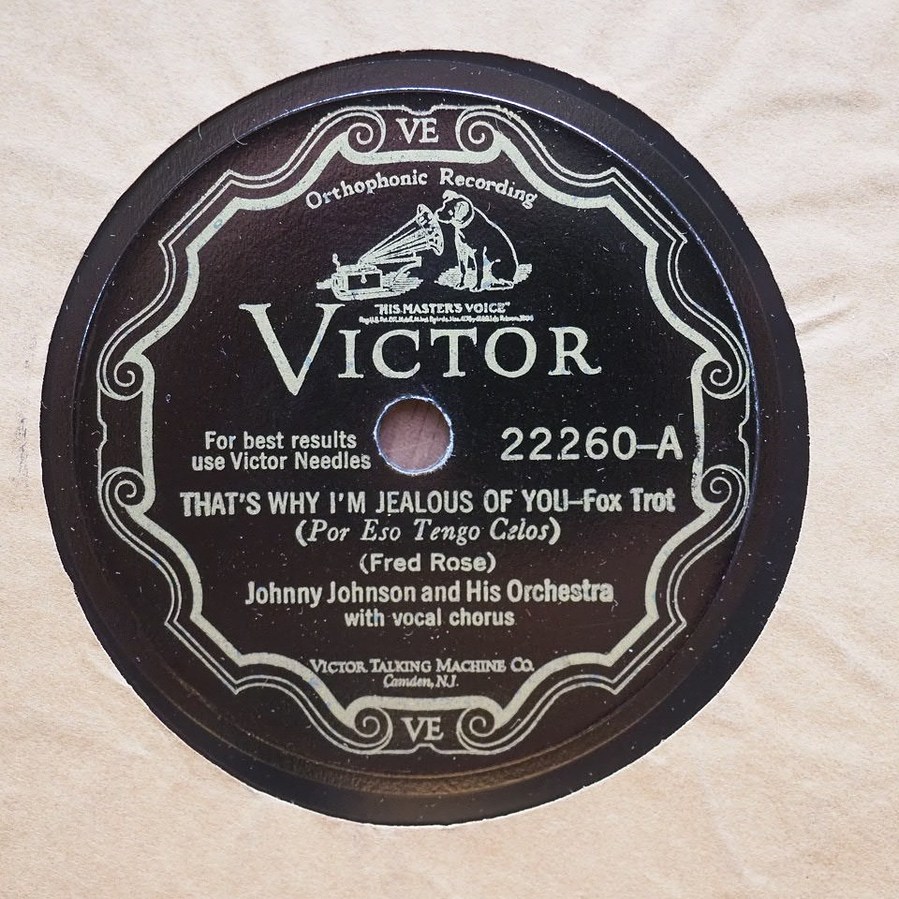 VE
Orthophonic Recording
"HIS MASTER'S VOICE"
VICTOR
For best results
use Victor Needles
22260–A
THAT'S WHY I'M JEALOUS OF YOU–Fox Trot
(Por Eso Tengo Celos)
(Fred Rose)
Johnny Johnson and His Orchestra
with vocal chorus
VICTOR TALKING MACHINE CO.
Camden, N.J.
VE